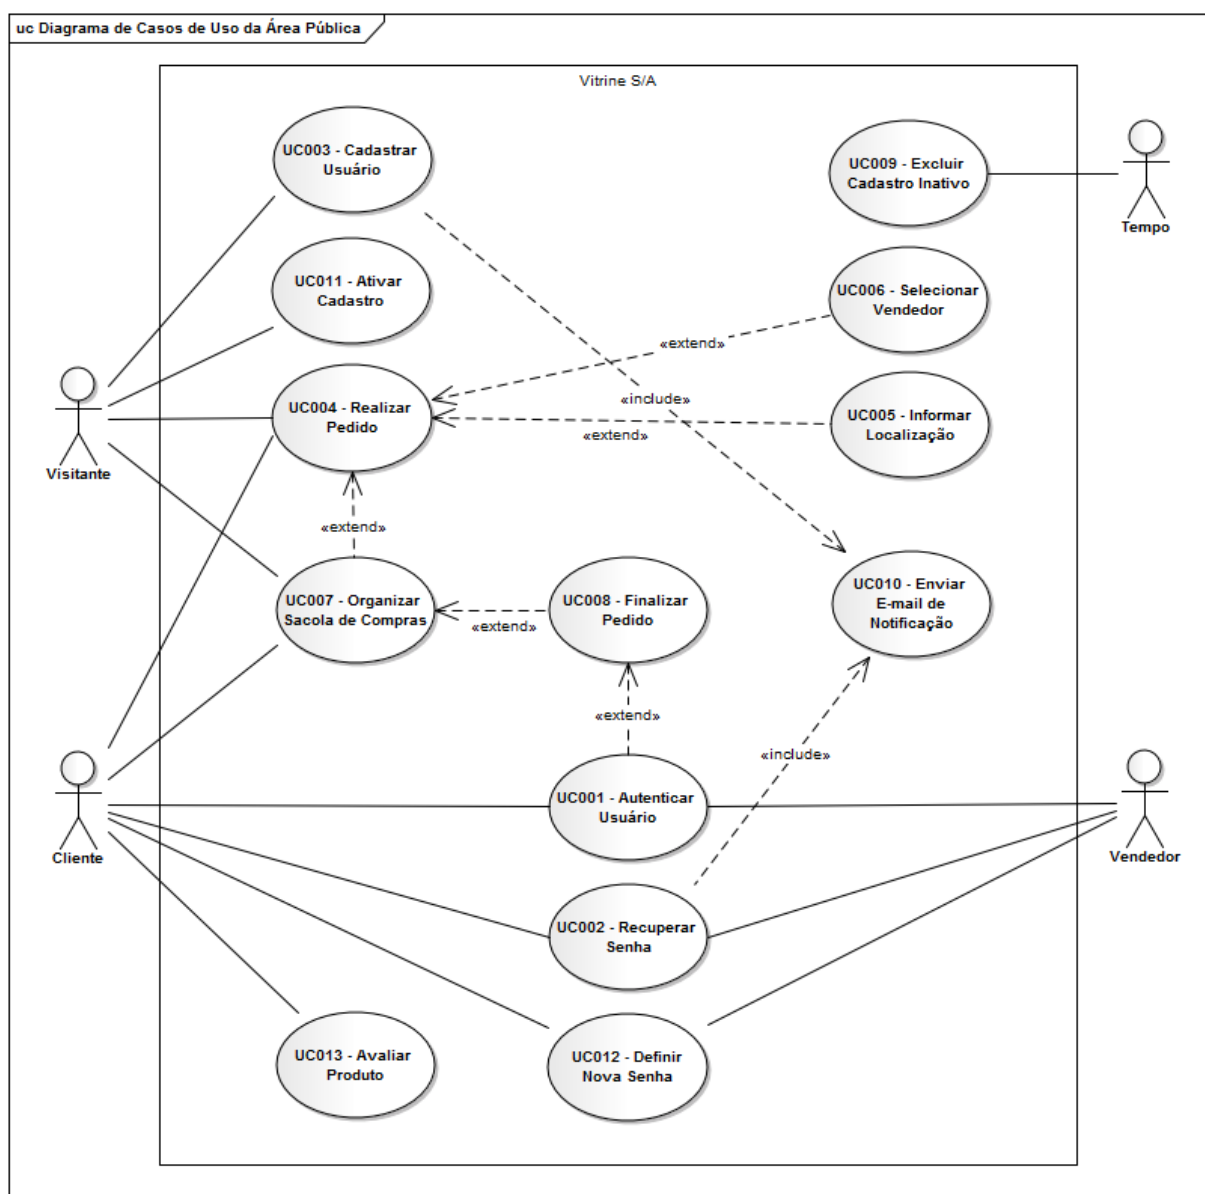 uc Diagrama de Casos de Uso da Área Pública
Vitrine S/A
UC003 - Cadastrar
Usuário
UC009 - Excluir
Cadastro Inativo
Tempo
UC011 - Ativar
Cadastro
UC006 - Selecionar
Vendedor
«extend»
«include»
UC004 - Realizar
Pedido
UC005 - Informar
Localização
«extend»
Visitante
«extend»
UC007 - Organizar
Sacola de Compras
«extend»
UC008 - Finalizar
Pedido
UC010 - Enviar
E-mail de
Notificação
«extend»
«include»
UC001 - Autenticar
Usuário
Cliente
Vendedor
UC002 - Recuperar
Senha
UC013 - Avaliar
Produto
UC012 - Definir
Nova Senha